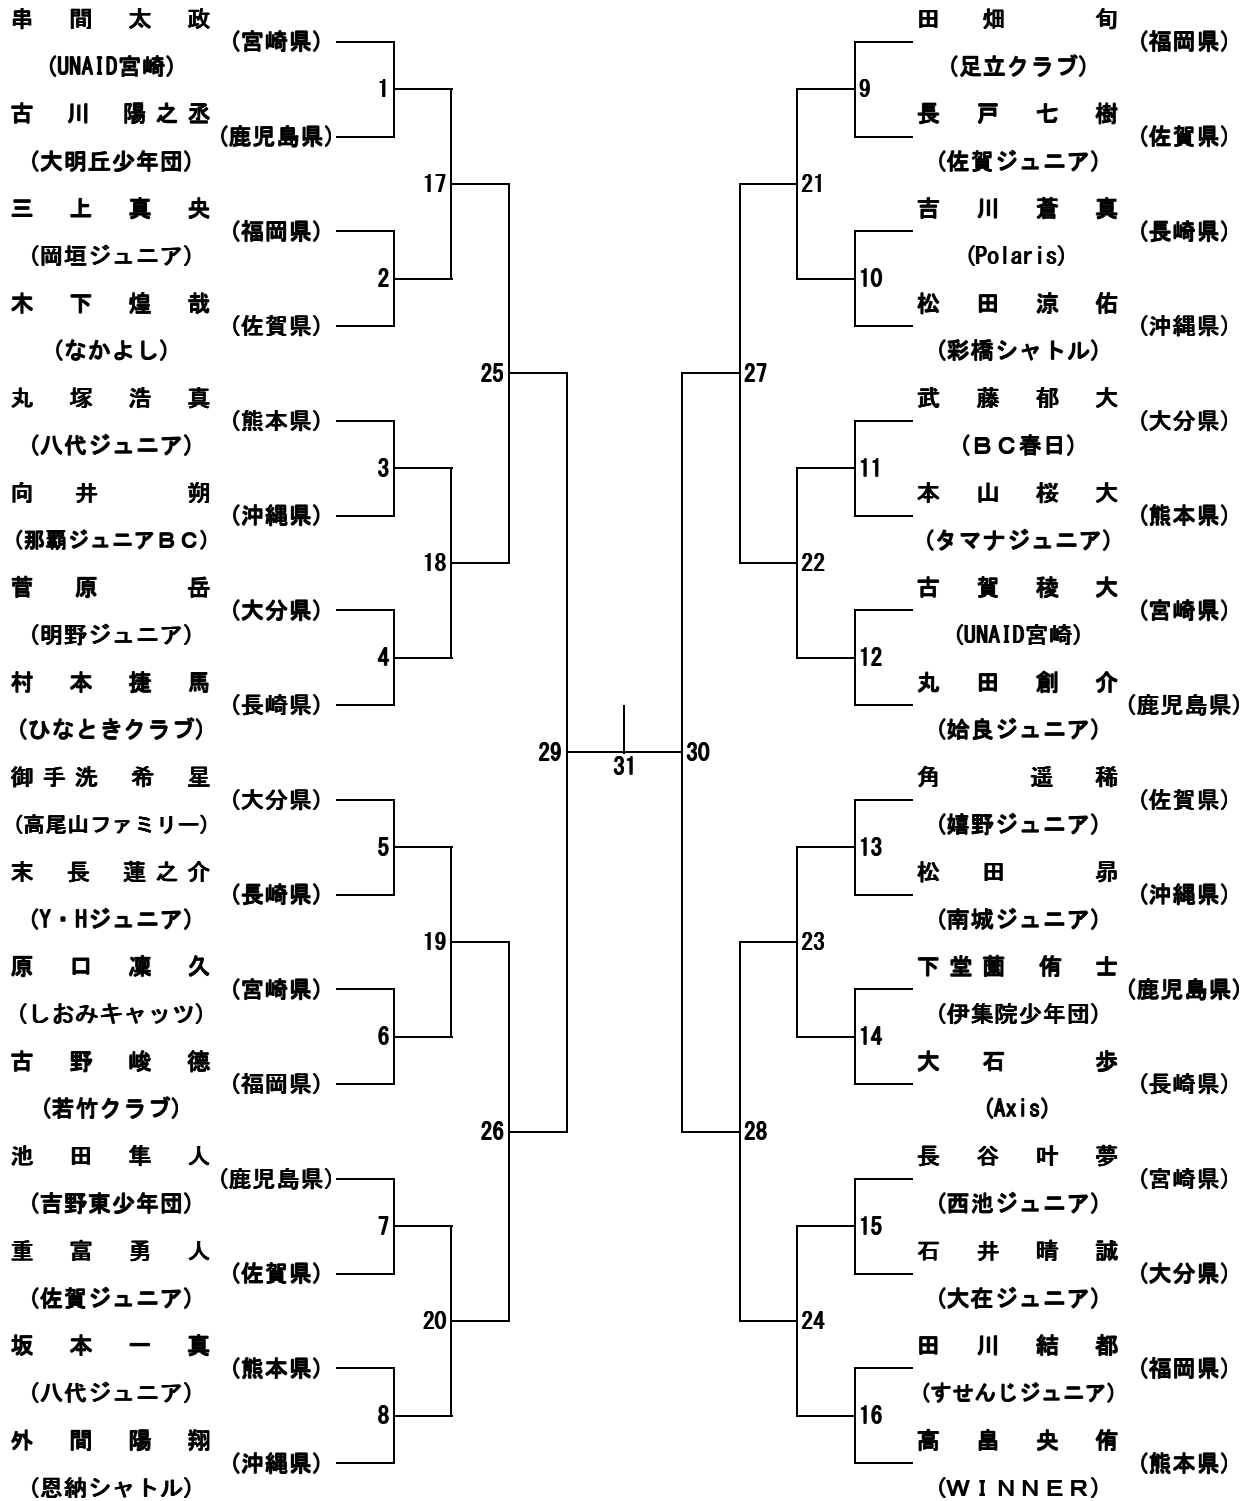 串間太政
(宮崎県)
(UNAID宮崎)
1
古川陽之丞
(鹿児島県)
(大明丘少年団)
17
三上真央
(福岡県)
(岡垣ジュニア)
2
木下煌哉
(佐賀県)
(なかよし)
25
丸塚浩真
(熊本県)
(八代ジュニア)
3
向井朔
(沖縄県)
(那覇ジュニアBC)
18
菅原岳
(大分県)
(明野ジュニア)
4
村本捷馬
(長崎県)
(ひなときクラブ)
29
御手洗希星
(大分県)
(高尾山ファミリー)
5
末長蓮之介
(長崎県)
(Y・Hジュニア)
19
原口凜久
(宮崎県)
(しおみキャッツ)
6
古野峻德
(福岡県)
(若竹クラブ)
26
池田隼人
(鹿児島県)
(吉野東少年団)
7
重富勇人
(佐賀県)
(佐賀ジュニア)
20
坂本一真
(熊本県)
(八代ジュニア)
8
外間陽翔
(沖縄県)
(恩納シャトル)
31
田畑旬
(福岡県)
(足立クラブ)
9
長戸七樹
(佐賀県)
(佐賀ジュニア)
21
吉川蒼真
(長崎県)
(Polaris)
10
松田涼佑
(沖縄県)
(彩橋シャトル)
27
武藤郁大
(大分県)
(BC春日)
11
本山桜大
(熊本県)
(タマナジュニア)
22
古賀稜大
(宮崎県)
(UNAID宮崎)
12
丸田創介
(鹿児島県)
(姶良ジュニア)
30
角遥稀
(佐賀県)
(嬉野ジュニア)
13
松田昴
(沖縄県)
(南城ジュニア)
23
下堂薗侑士
(鹿児島県)
(伊集院少年団)
14
大石歩
(長崎県)
(Axis)
28
長谷叶夢
(宮崎県)
(西池ジュニア)
15
石井晴誠
(大分県)
(大在ジュニア)
24
田川結都
(福岡県)
(すせんじジュニア)
16
高畠央侑
(熊本県)
(WINNER)